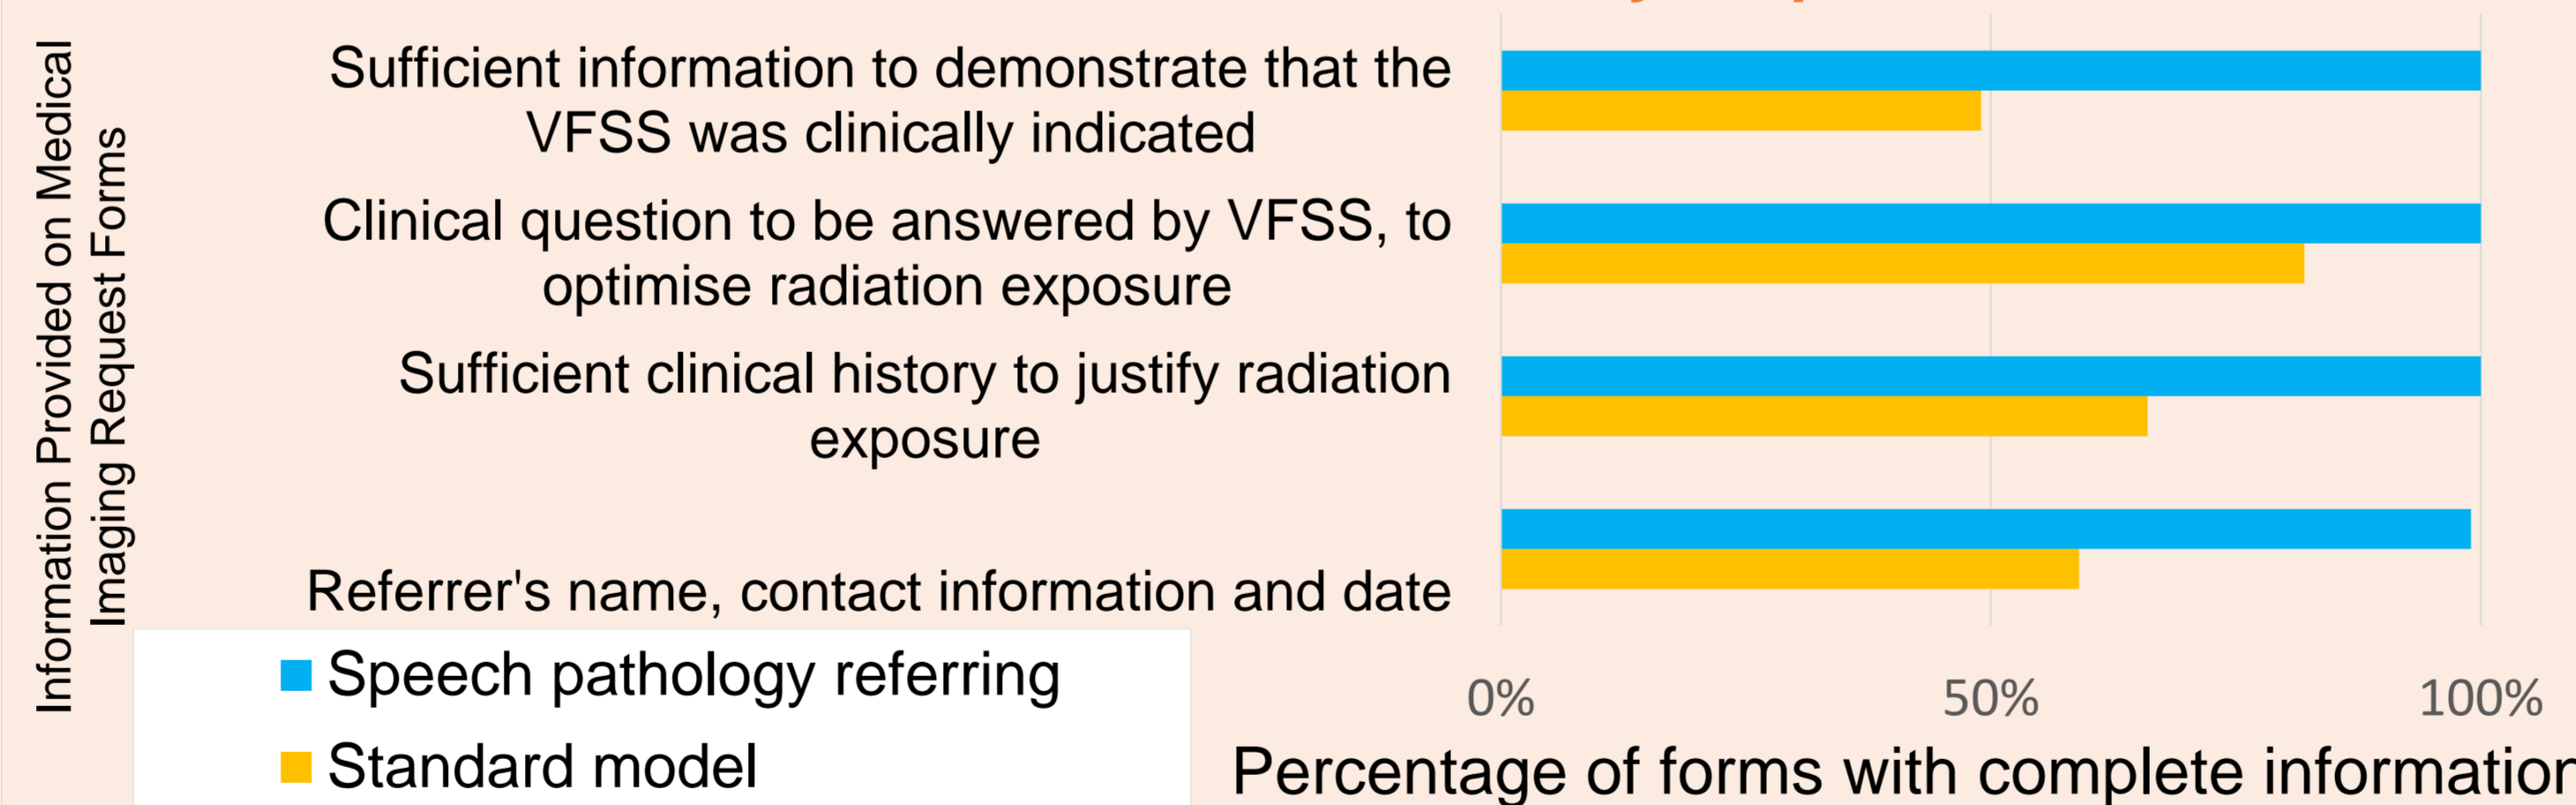 Information Provided on Medical
Imaging Request Forms
Sufficient information to demonstrate that the
VFSS was clinically indicated
Clinical question to be answered by VFSS, to
optimise radiation exposure
Sufficient clinical history to justify radiation
exposure
Referrer's name, contact information and date
Speech pathology referring
Standard model
0% 50% 100%
Percentage of forms with complete information